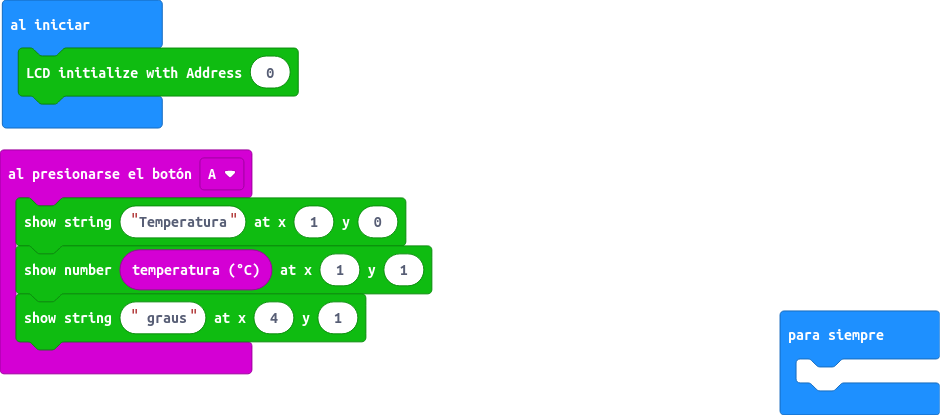 al iniciar
LCD initialize with Address 0
al presionarse el botón A
show string "Temperatura" at x 1 y 0
show number temperatura (°C) at x 1 y 1
show string " graus" at x 4 y 1
para siempre